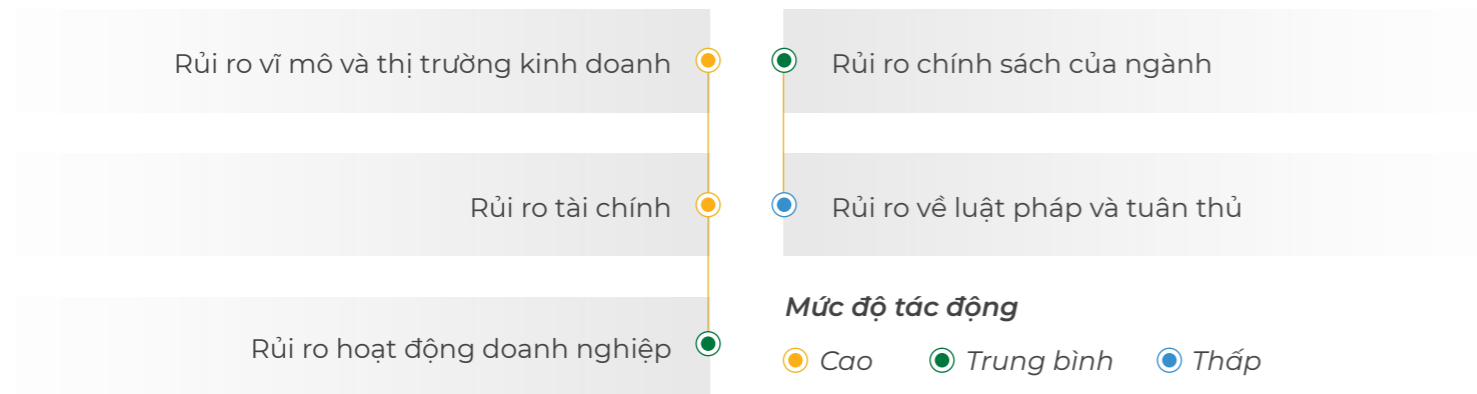 Rủi ro vĩ mô và thị trường kinh doanh
Rủi ro tài chính
Rủi ro hoạt động doanh nghiệp
Rủi ro chính sách của ngành
Rủi ro về luật pháp và tuân thủ
Mức độ tác động
Cao Trung bình Thấp